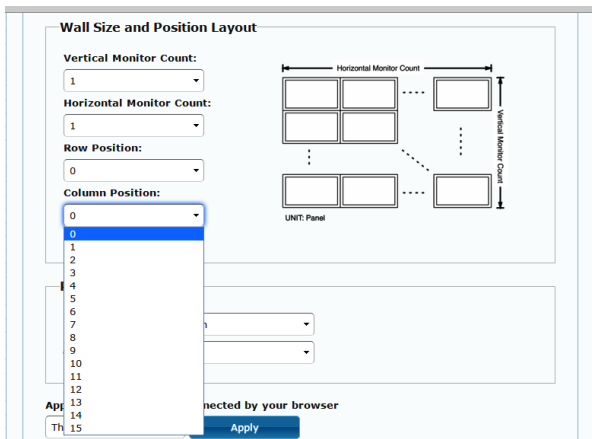 Wall Size and Position Layout
Vertical Monitor Count:
1
Horizontal Monitor Count:
1
Row Position:
0
Column Position:
0
0
1
2
3
4
5
6
7
8
9
10
11
12
13
14
15
Horizontal Monitor Count
Vertical Monitor Count
UNIT: Panel
nected by your browser
Apply